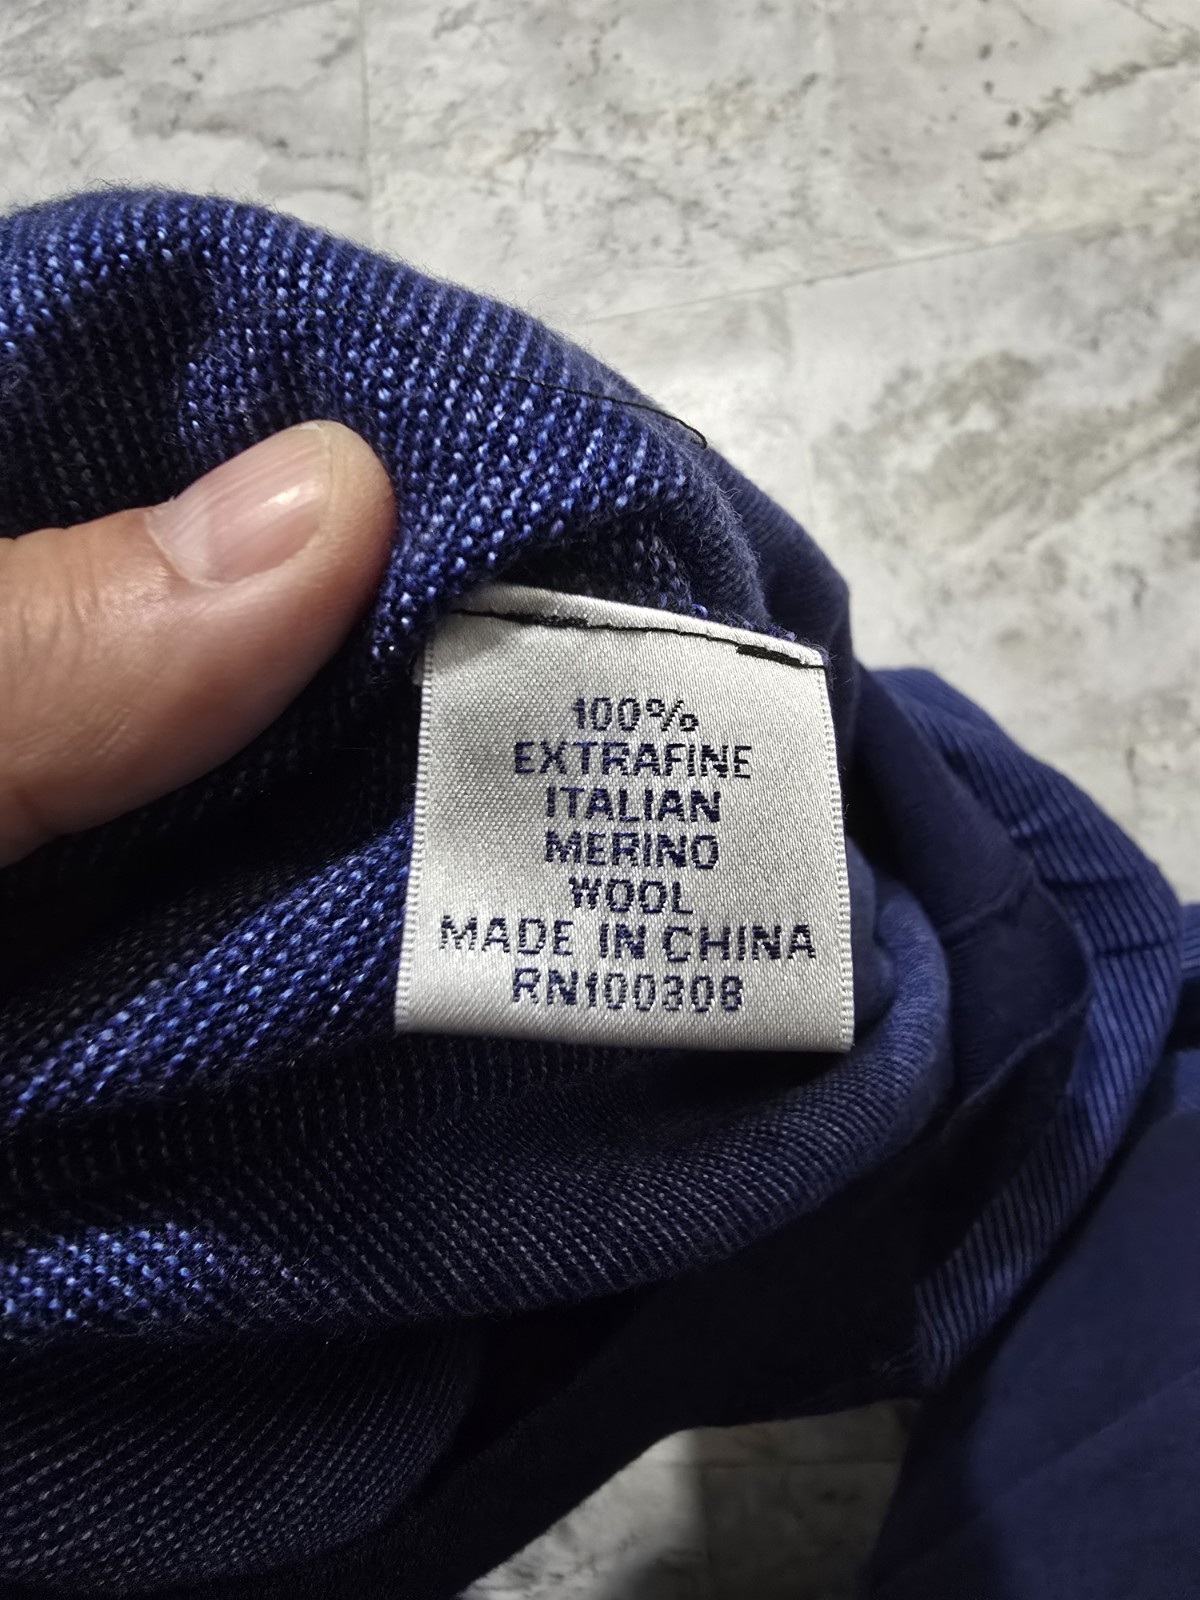 100%
EXTRAFINE
ITALIAN
MERINO
WOOL
MADE IN CHINA
RN100308